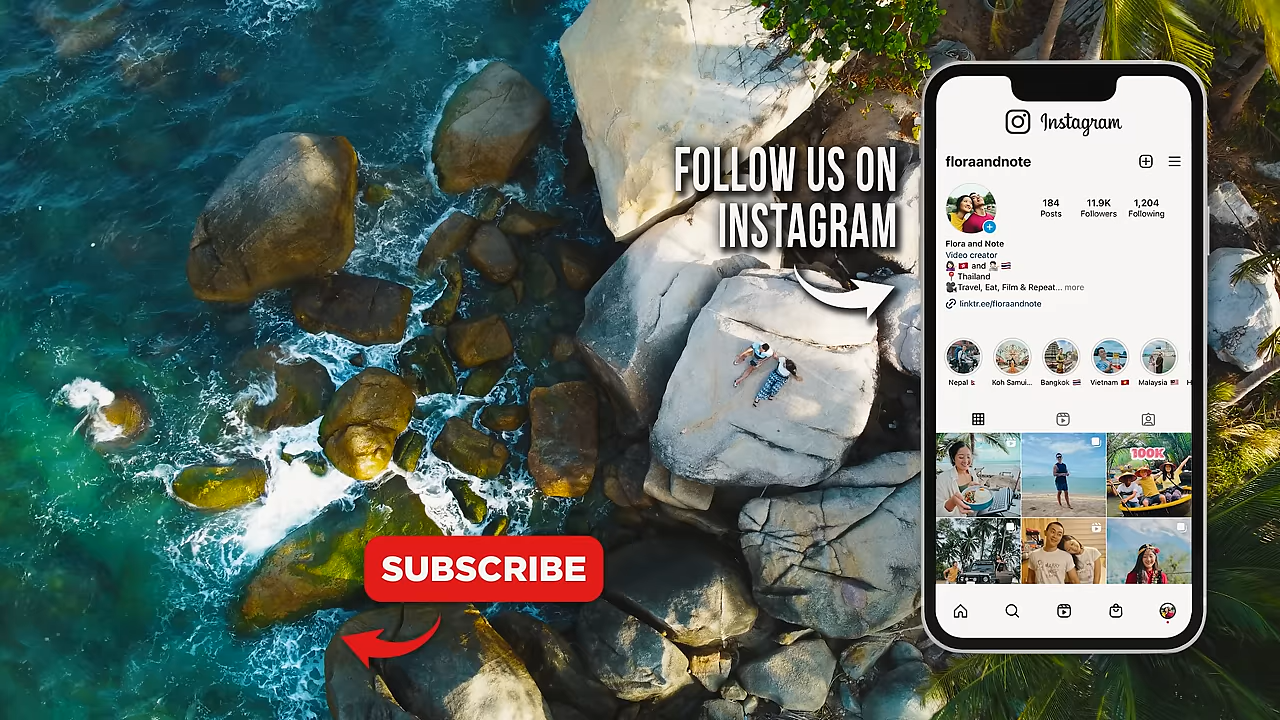 FOLLOW US ON
INSTAGRAM
SUBSCRIBE
Instagram
floraandnote
184
Posts
11.9K
Followers
1,204
Following
Flora and Note
Video creator
and
Thailand
Travel, Eat, Film & Repeat... more
linktr.ee/floraandnote
Nepal
Koh Samui...
Bangkok
Vietnam
Malaysia
H
100K